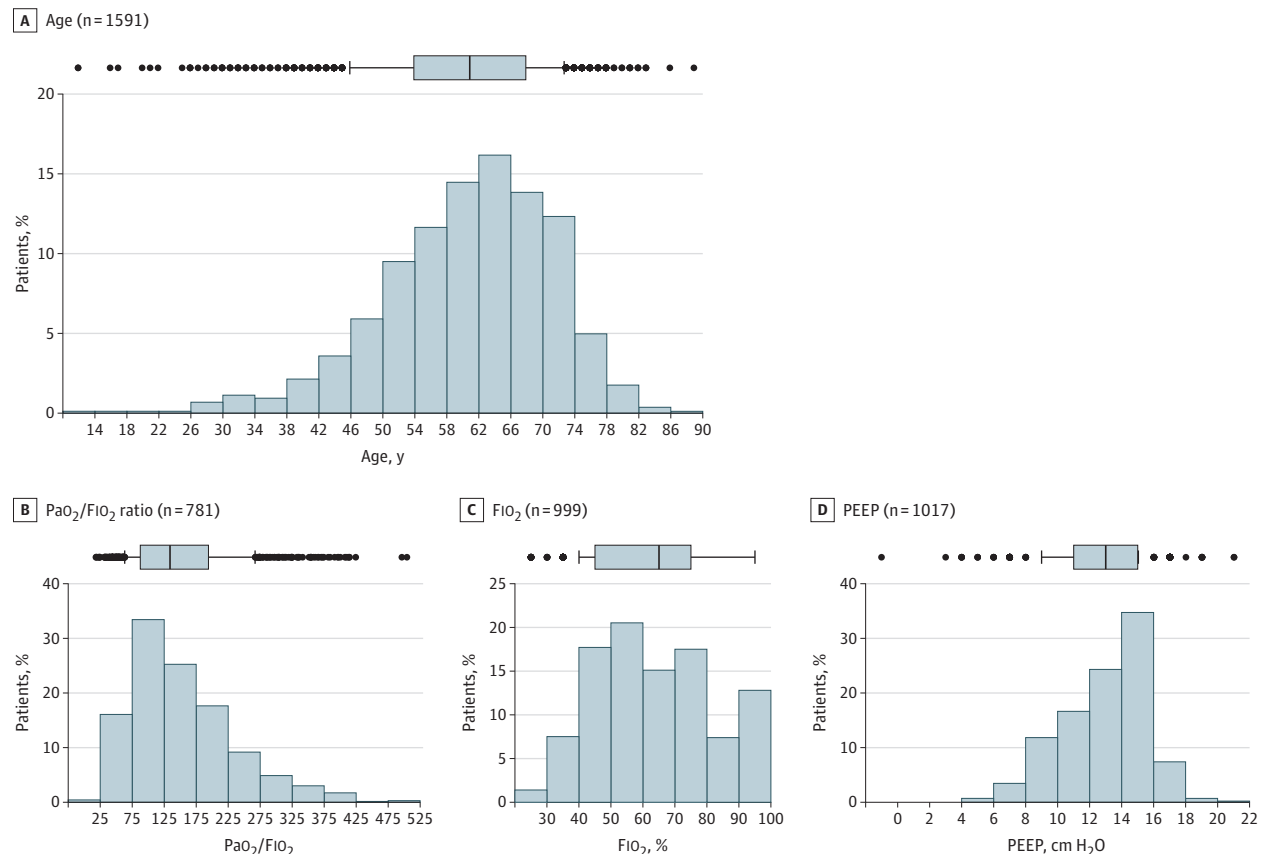 A Age (n=1591)
20
15
10
5
0
Patients, %
14 18 22 26 30 34 38 42 46 50 54 58 62 66 70 74 78 82 86 90
Age, y
B PaO2/FIO2 ratio (n=781)
40
30
20
10
0
Patients, %
25 75 125 175 225 275 325 375 425 475 525
PaO2/FIO2
C FIO2 (n=999)
25
20
15
10
5
0
Patients, %
30 40 50 60 70 80 90 100
FIO2, %
D PEEP (n=1017)
40
30
20
10
0
Patients, %
0 2 4 6 8 10 12 14 16 18 20 22
PEEP, cm H2O